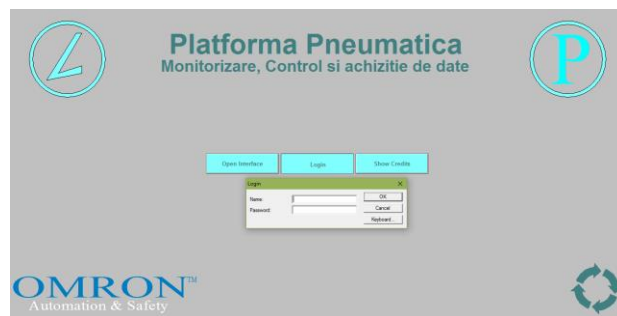 Platforma Pneumatica
Monitorizare, Control si achizitie de date
P
Open Interface
Login
Show Credits
Login
Name:
OK
Password:
Cancel
Keyboard...
OMRON™
Automation & Safety